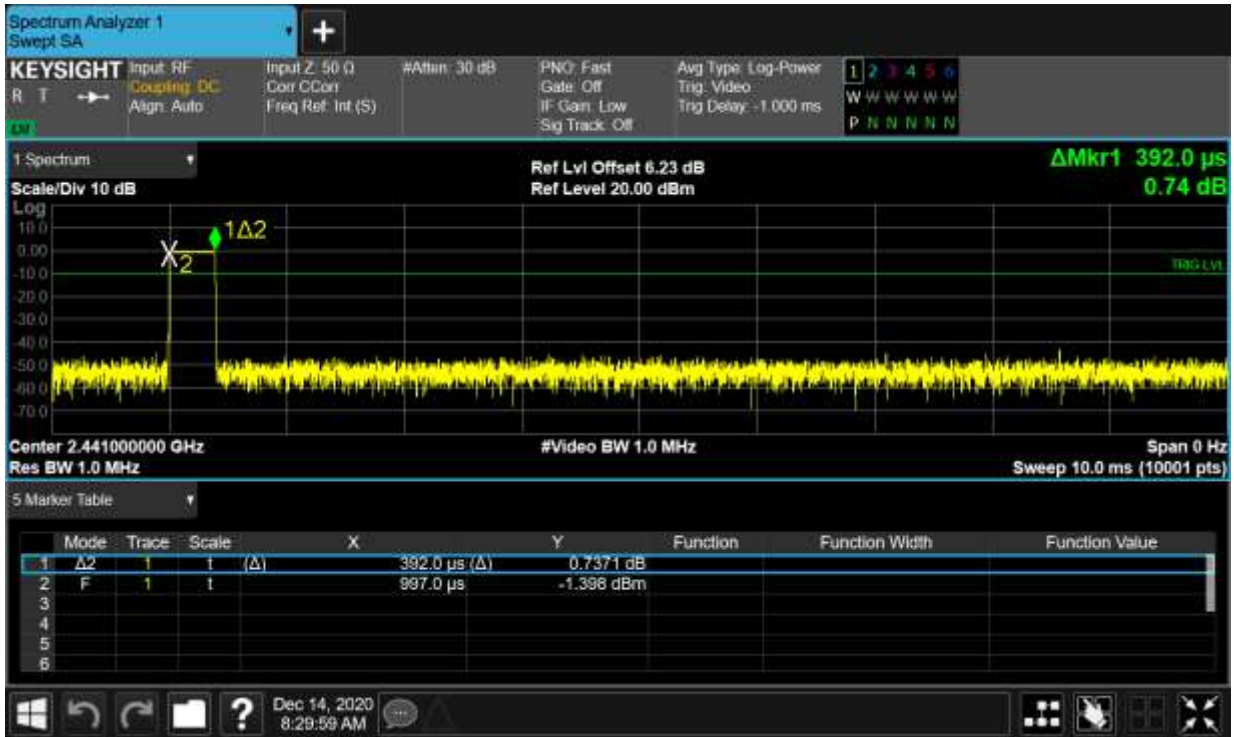 Spectrum Analyzer 1
Swept SA
+
KEYSIGHT Input: RF Input Z: 50 Ω #Atten: 30 dB PNO: Fast Avg Type: Log-Power 1 2 3 4 5 6
R T Coupling: DC Corr CCorr Gate: Off Trig: Video W W W W W W
Align: Auto Freq Ref: Int (S) IF Gain: Low Trig Delay: -1.000 ms P N N N N N
Sig Track: Off
1 Spectrum
Ref Lvl Offset 6.23 dB ΔMkr1 392.0 µs
Scale/Div 10 dB Ref Level 20.00 dBm 0.74 dB
Log
10.0
1Δ2
0.00
2
-10.0
TRIG LVL
-20.0
-30.0
-40.0
-50.0
-60.0
-70.0
Center 2.441000000 GHz #Video BW 1.0 MHz Span 0 Hz
Res BW 1.0 MHz Sweep 10.0 ms (10001 pts)
5 Marker Table
Mode Trace Scale X Y Function Function Width Function Value
1 Δ2 1 t (Δ) 392.0 µs (Δ) 0.7371 dB
2 F 1 t 997.0 µs -1.398 dBm
3
4
5
6
? Dec 14, 2020
8:29:59 AM